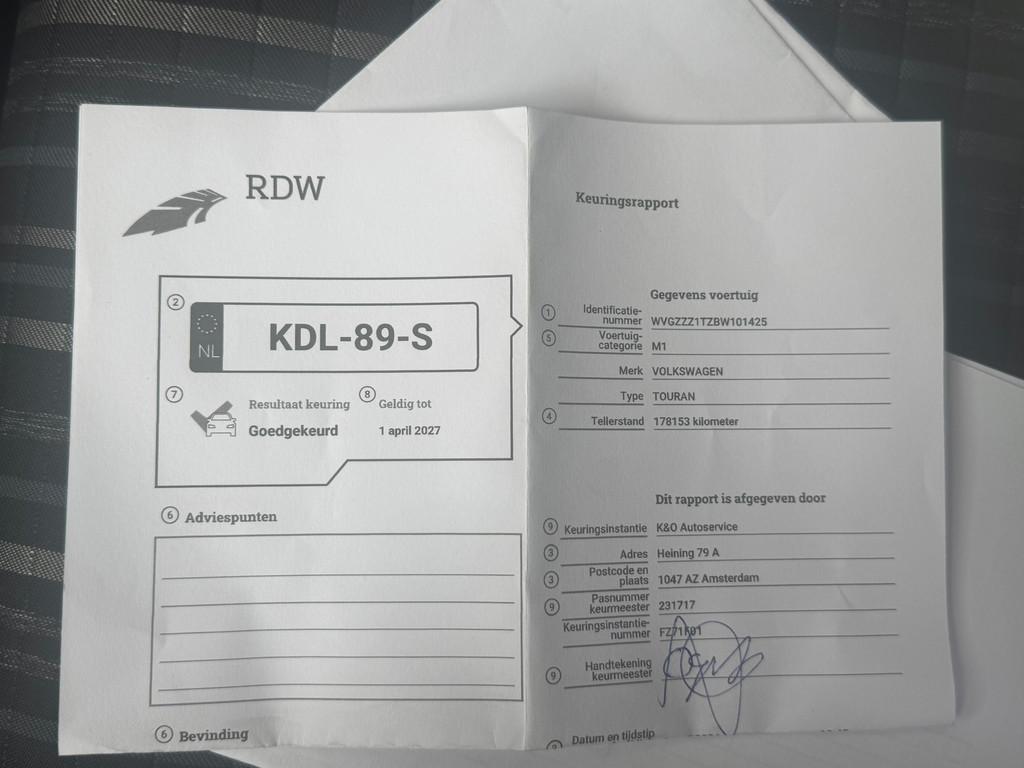 RDW
② NL KDL-89-S
⑦ Resultaat keuring
Goedgekeurd
⑧ Geldig tot
1 april 2027
⑥ Adviespunten
⑥ Bevinding
Keuringsrapport
Gegevens voertuig
① Identificatie-
nummer WVGZZZ1TZBW101425
⑤ Voertuig-
categorie M1
Merk VOLKSWAGEN
Type TOURAN
④ Tellerstand 178153 kilometer
Dit rapport is afgegeven door
⑨ Keuringsinstantie K&O Autoservice
③ Adres Heining 79 A
③ Postcode en
plaats 1047 AZ Amsterdam
⑨ Pasnummer
keurmeester 231717
Keuringsinstantie-
nummer
⑨ Handtekening
keurmeester
Datum en tijdstip